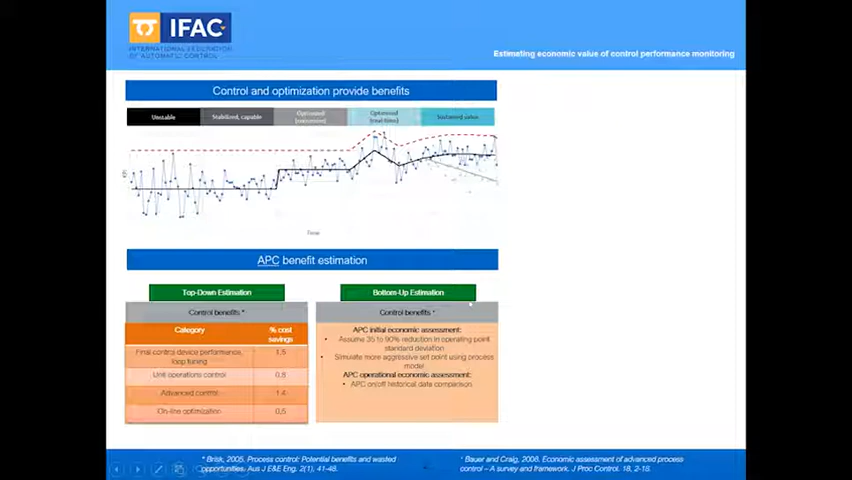 IFAC
INTERNATIONAL FEDERATION
OF AUTOMATIC CONTROL
Estimating economic value of control performance monitoring
Control and optimization provide benefits
Unstable
Stabilized, capable
Optimized
Optimised
(real-time)
Sustained value
Time
APC benefit estimation
Top-Down Estimation
Control benefits *
Category
% cost
savings
Final control device performance,
loop tuning
1.5
Unit operations control
Advanced control
1.4
On-line optimization
0.5
Bottom-Up Estimation
Control benefits +
APC initial economic assessment:
• Assume 35 to 90% reduction in operating point
standard deviation
• Simulate more aggressive set point using process
model
APC operational economic assessment:
• APC on/off historical data comparison
* Brisk, 2005. Process control: Potential benefits and wasted
opportunities. Aus J E&E Eng. 2(1), 41-48.
+ Bauer and Craig, 2008. Economic assessment of advanced process
control – A survey and framework. J Proc Control. 18, 2-18.